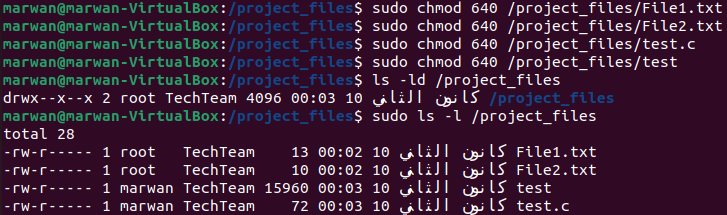 marwan@marwan-VirtualBox:/project_files$ sudo chmod 640 /project_files/File1.txt
marwan@marwan-VirtualBox:/project_files$ sudo chmod 640 /project_files/File2.txt
marwan@marwan-VirtualBox:/project_files$ sudo chmod 640 /project_files/test.c
marwan@marwan-VirtualBox:/project_files$ sudo chmod 640 /project_files/test
marwan@marwan-VirtualBox:/project_files$ ls -ld /project_files
drwx--x--x 2 root TechTeam 4096 00:03 10 كانون الثاني /project_files
marwan@marwan-VirtualBox:/project_files$ sudo ls -l /project_files
total 28
-rw-r----- 1 root   TechTeam    13 00:02 10 كانون الثاني File1.txt
-rw-r----- 1 root   TechTeam    10 00:02 10 كانون الثاني File2.txt
-rw-r----- 1 marwan TechTeam 15960 00:03 10 كانون الثاني test
-rw-r----- 1 marwan TechTeam    72 00:03 10 كانون الثاني test.c